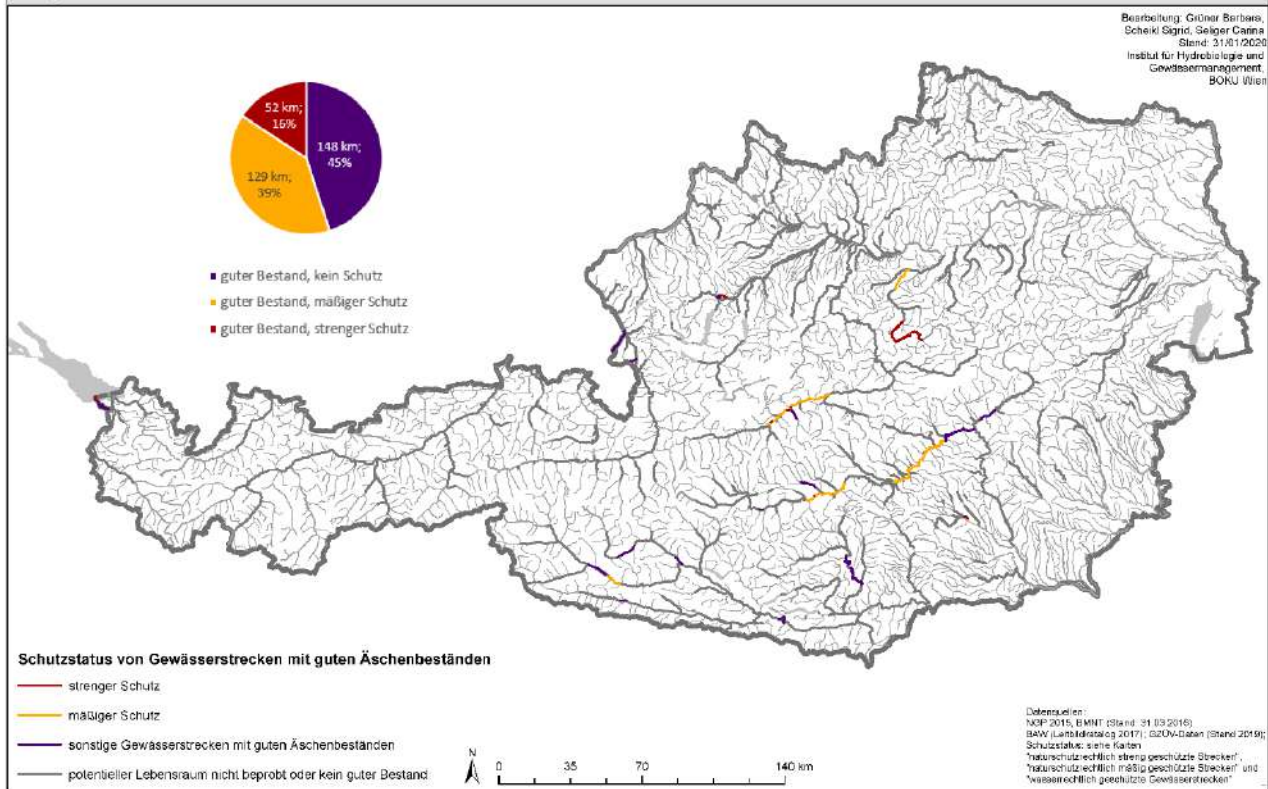 Bearbeitung: Grüner Barbara,
Scheikl Sigrid, Seliger Carina
Stand: 31/01/2020
Institut für Hydrobiologie und
Gewässermanagement,
BOKU Wien
52 km;
16%
148 km;
45%
129 km;
39%
guter Bestand, kein Schutz
guter Bestand, mäßiger Schutz
guter Bestand, strenger Schutz
Schutzstatus von Gewässerstrecken mit guten Äschenbeständen
strenger Schutz
mäßiger Schutz
sonstige Gewässerstrecken mit guten Äschenbeständen
potentieller Lebensraum nicht beprobt oder kein guter Bestand
N
0 35 70 140 km
Datenquellen:
NGP 2015, BMNT (Stand: 31.03.2016)
BAW (Leitbildkatalog 2017); GZÜV-Daten (Stand 2019);
Schutzstatus: siehe Karten
"naturschutzrechtlich streng geschützte Strecken",
"naturschutzrechtlich mäßig geschützte Strecken" und
"wasserrechtlich geschützte Gewässerstrecken"